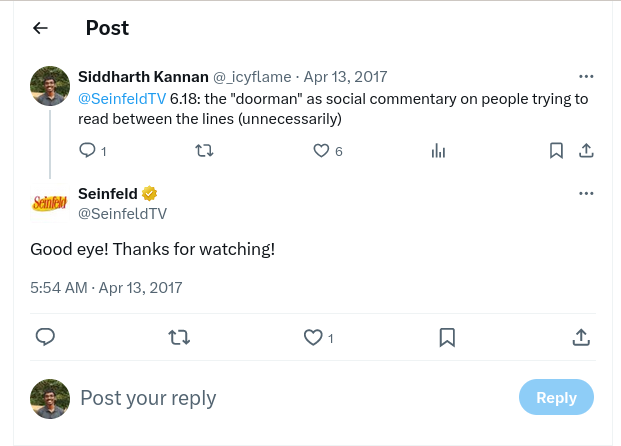 Post
Siddharth Kannan @_icyflame · Apr 13, 2017
@SeinfeldTV 6.18: the "doorman" as social commentary on people trying to
read between the lines (unnecessarily)
1 6
Seinfeld
Seinfeld
@SeinfeldTV
Good eye! Thanks for watching!
5:54 AM · Apr 13, 2017
1
Post your reply Reply